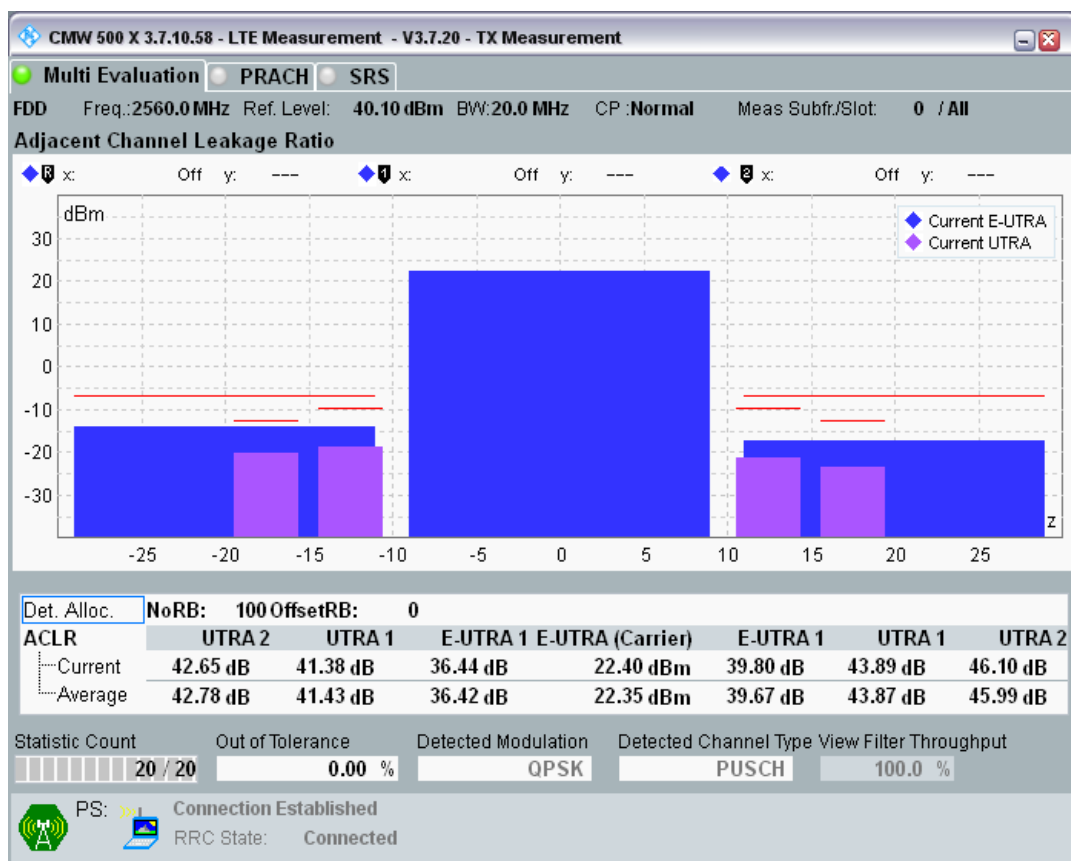 CMW 500 X 3.7.10.58 - LTE Measurement - V3.7.20 - TX Measurement
Multi Evaluation PRACH SRS
FDD Freq.:2560.0 MHz Ref. Level: 40.10 dBm BW:20.0 MHz CP :Normal Meas Subfr./Slot: 0 / All
Adjacent Channel Leakage Ratio
R x: Off y: --- 1 x: Off y: --- 2 x: Off y: ---
dBm
Current E-UTRA
Current UTRA
30
20
10
0
-10
-20
-30
z
-25 -20 -15 -10 -5 0 5 10 15 20 25
Det. Alloc. NoRB: 100 OffsetRB: 0
ACLR UTRA 2 UTRA 1 E-UTRA 1 E-UTRA (Carrier) E-UTRA 1 UTRA 1 UTRA 2
Current 42.65 dB 41.38 dB 36.44 dB 22.40 dBm 39.80 dB 43.89 dB 46.10 dB
Average 42.78 dB 41.43 dB 36.42 dB 22.35 dBm 39.67 dB 43.87 dB 45.99 dB
Statistic Count Out of Tolerance Detected Modulation Detected Channel Type View Filter Throughput
20 / 20 0.00 % QPSK PUSCH 100.0 %
PS: Connection Established
RRC State: Connected